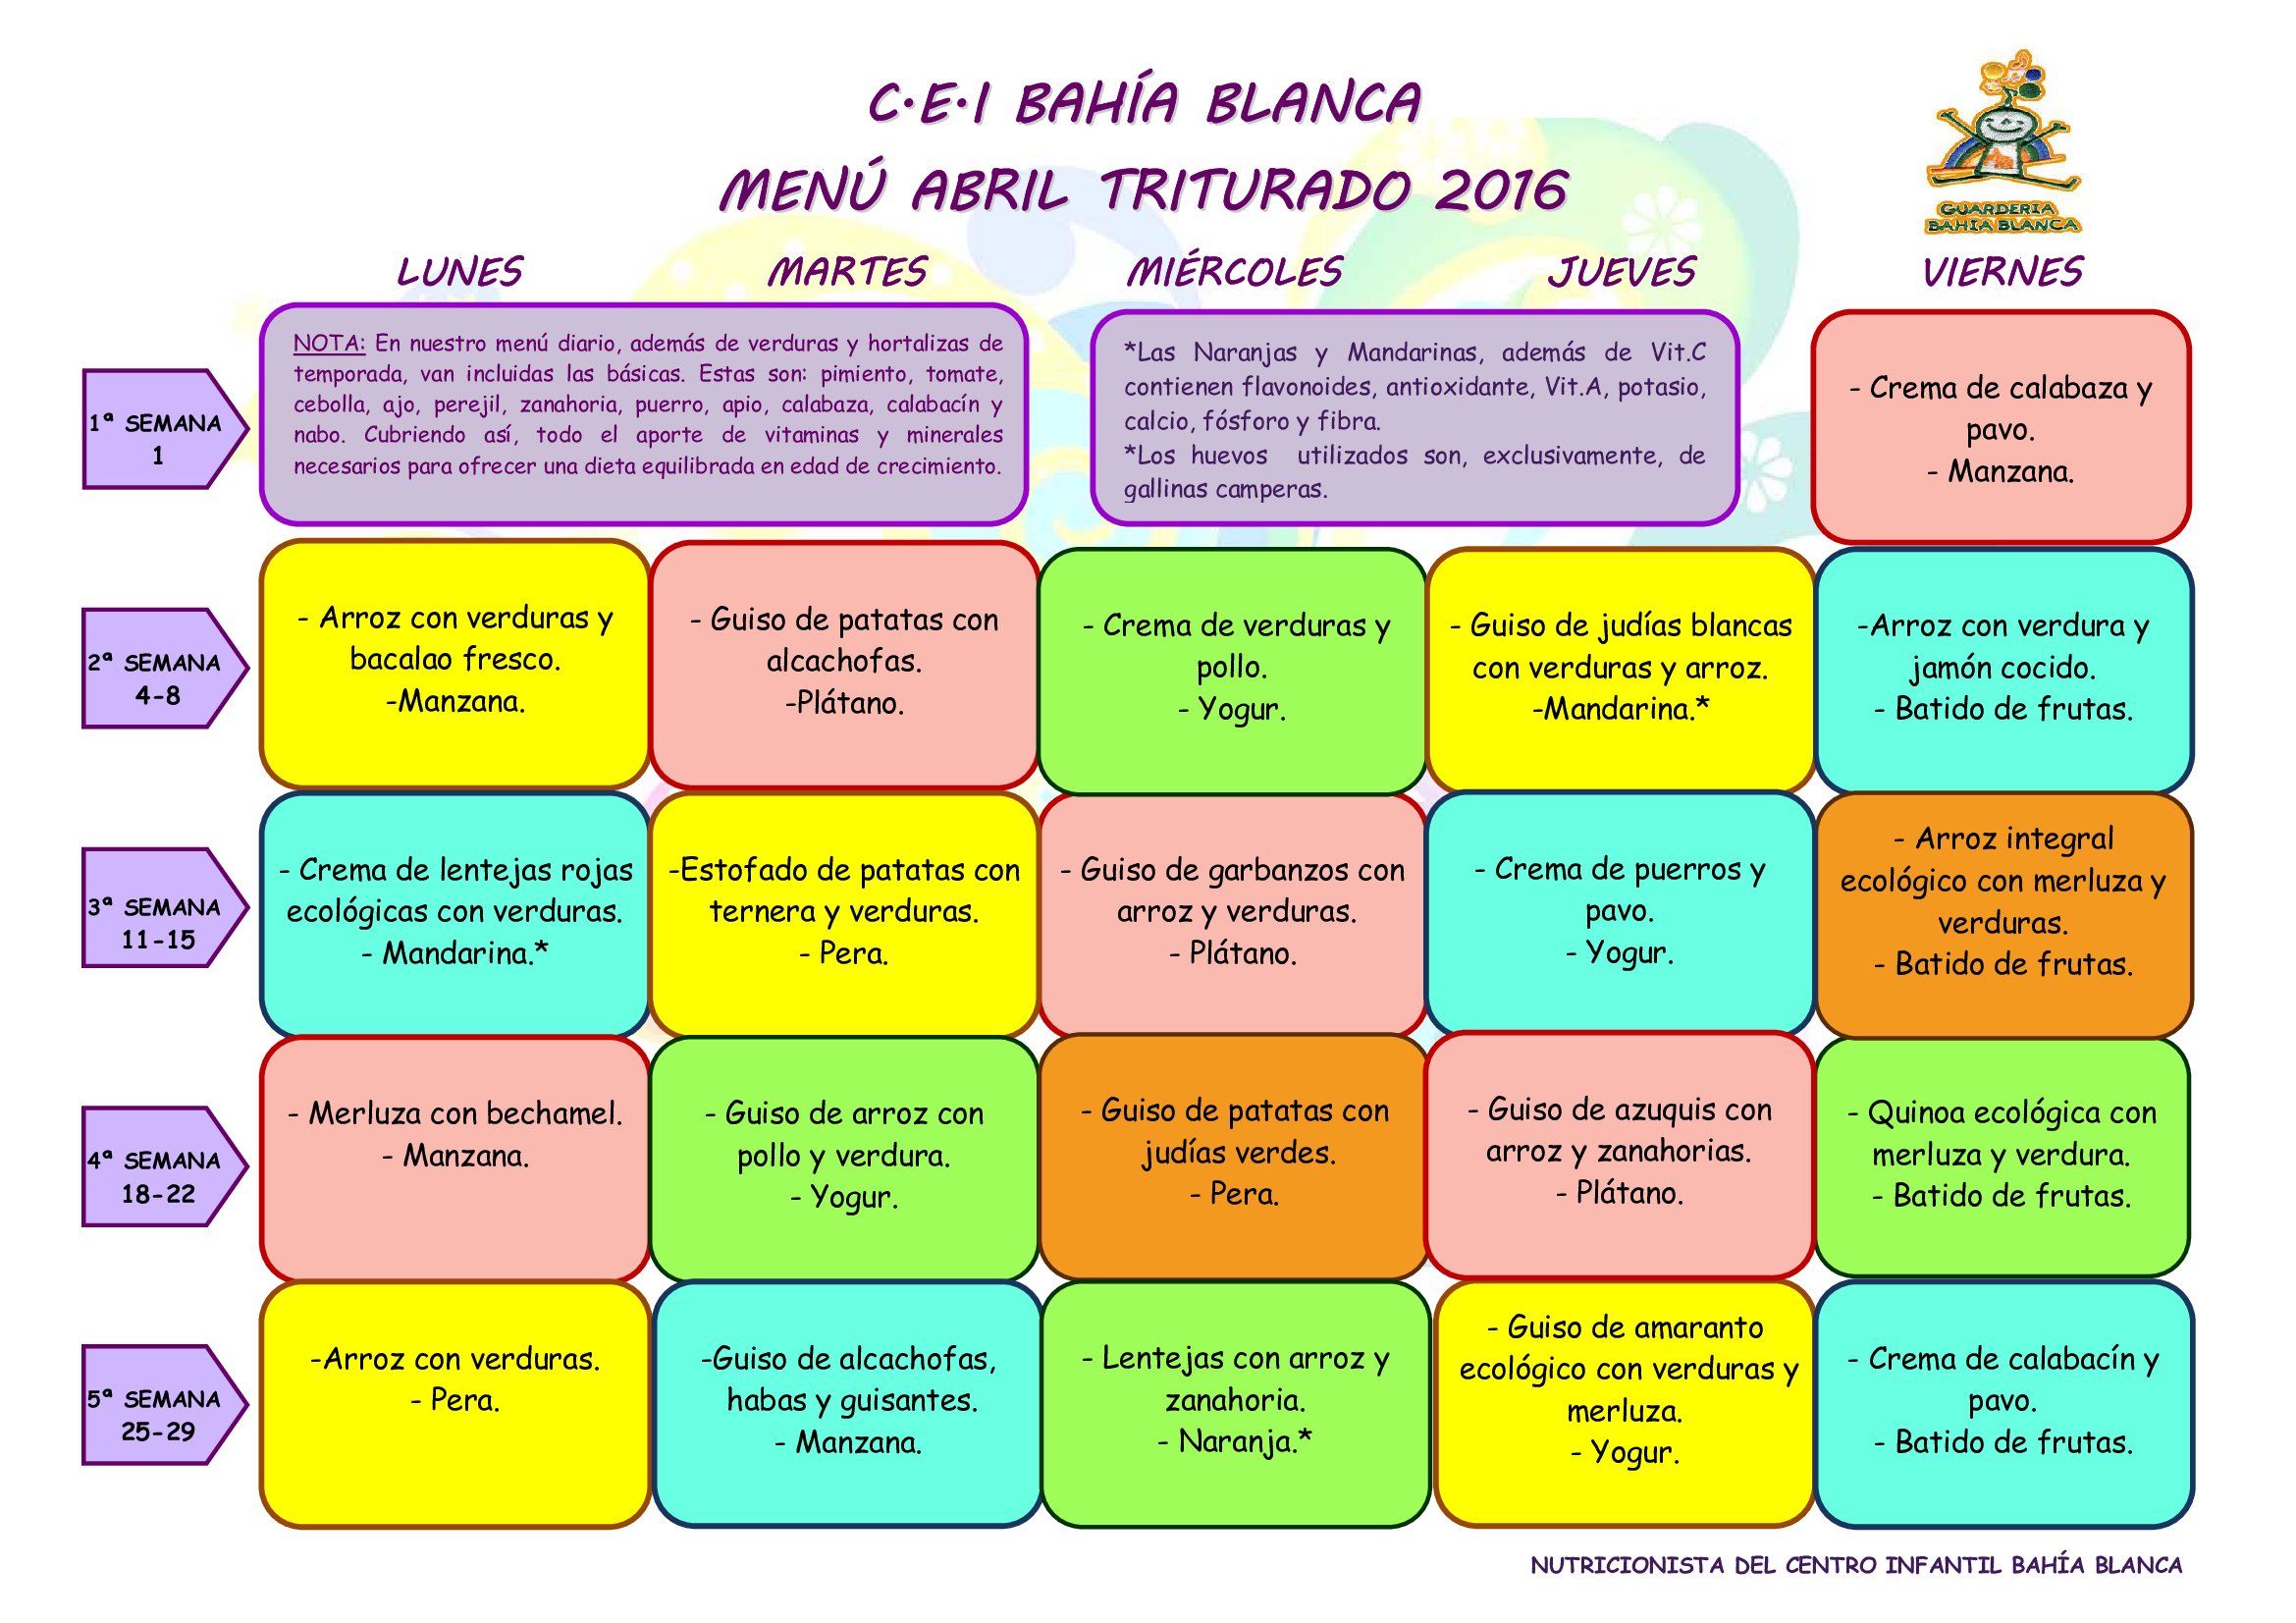 C·E·I BAHÍA BLANCA
MENÚ ABRIL TRITURADO 2016
GUARDERIA
BAHIA BLANCA
LUNES MARTES MIÉRCOLES JUEVES VIERNES
1ª SEMANA
1
NOTA: En nuestro menú diario, además de verduras y hortalizas de
temporada, van incluidas las básicas. Estas son: pimiento, tomate,
cebolla, ajo, perejil, zanahoria, puerro, apio, calabaza, calabacín y
nabo. Cubriendo así, todo el aporte de vitaminas y minerales
necesarios para ofrecer una dieta equilibrada en edad de crecimiento.
*Las Naranjas y Mandarinas, además de Vit.C
contienen flavonoides, antioxidante, Vit.A, potasio,
calcio, fósforo y fibra.
*Los huevos utilizados son, exclusivamente, de
gallinas camperas.
- Crema de calabaza y
pavo.
- Manzana.
2ª SEMANA
4-8
- Arroz con verduras y
bacalao fresco.
-Manzana.
- Guiso de patatas con
alcachofas.
-Plátano.
- Crema de verduras y
pollo.
- Yogur.
- Guiso de judías blancas
con verduras y arroz.
-Mandarina.*
-Arroz con verdura y
jamón cocido.
- Batido de frutas.
3ª SEMANA
11-15
- Crema de lentejas rojas
ecológicas con verduras.
- Mandarina.*
-Estofado de patatas con
ternera y verduras.
- Pera.
- Guiso de garbanzos con
arroz y verduras.
- Plátano.
- Crema de puerros y
pavo.
- Yogur.
- Arroz integral
ecológico con merluza y
verduras.
- Batido de frutas.
4ª SEMANA
18-22
- Merluza con bechamel.
- Manzana.
- Guiso de arroz con
pollo y verdura.
- Yogur.
- Guiso de patatas con
judías verdes.
- Pera.
- Guiso de azuquis con
arroz y zanahorias.
- Plátano.
- Quinoa ecológica con
merluza y verdura.
- Batido de frutas.
5ª SEMANA
25-29
-Arroz con verduras.
- Pera.
-Guiso de alcachofas,
habas y guisantes.
- Manzana.
- Lentejas con arroz y
zanahoria.
- Naranja.*
- Guiso de amaranto
ecológico con verduras y
merluza.
- Yogur.
- Crema de calabacín y
pavo.
- Batido de frutas.
NUTRICIONISTA DEL CENTRO INFANTIL BAHÍA BLANCA